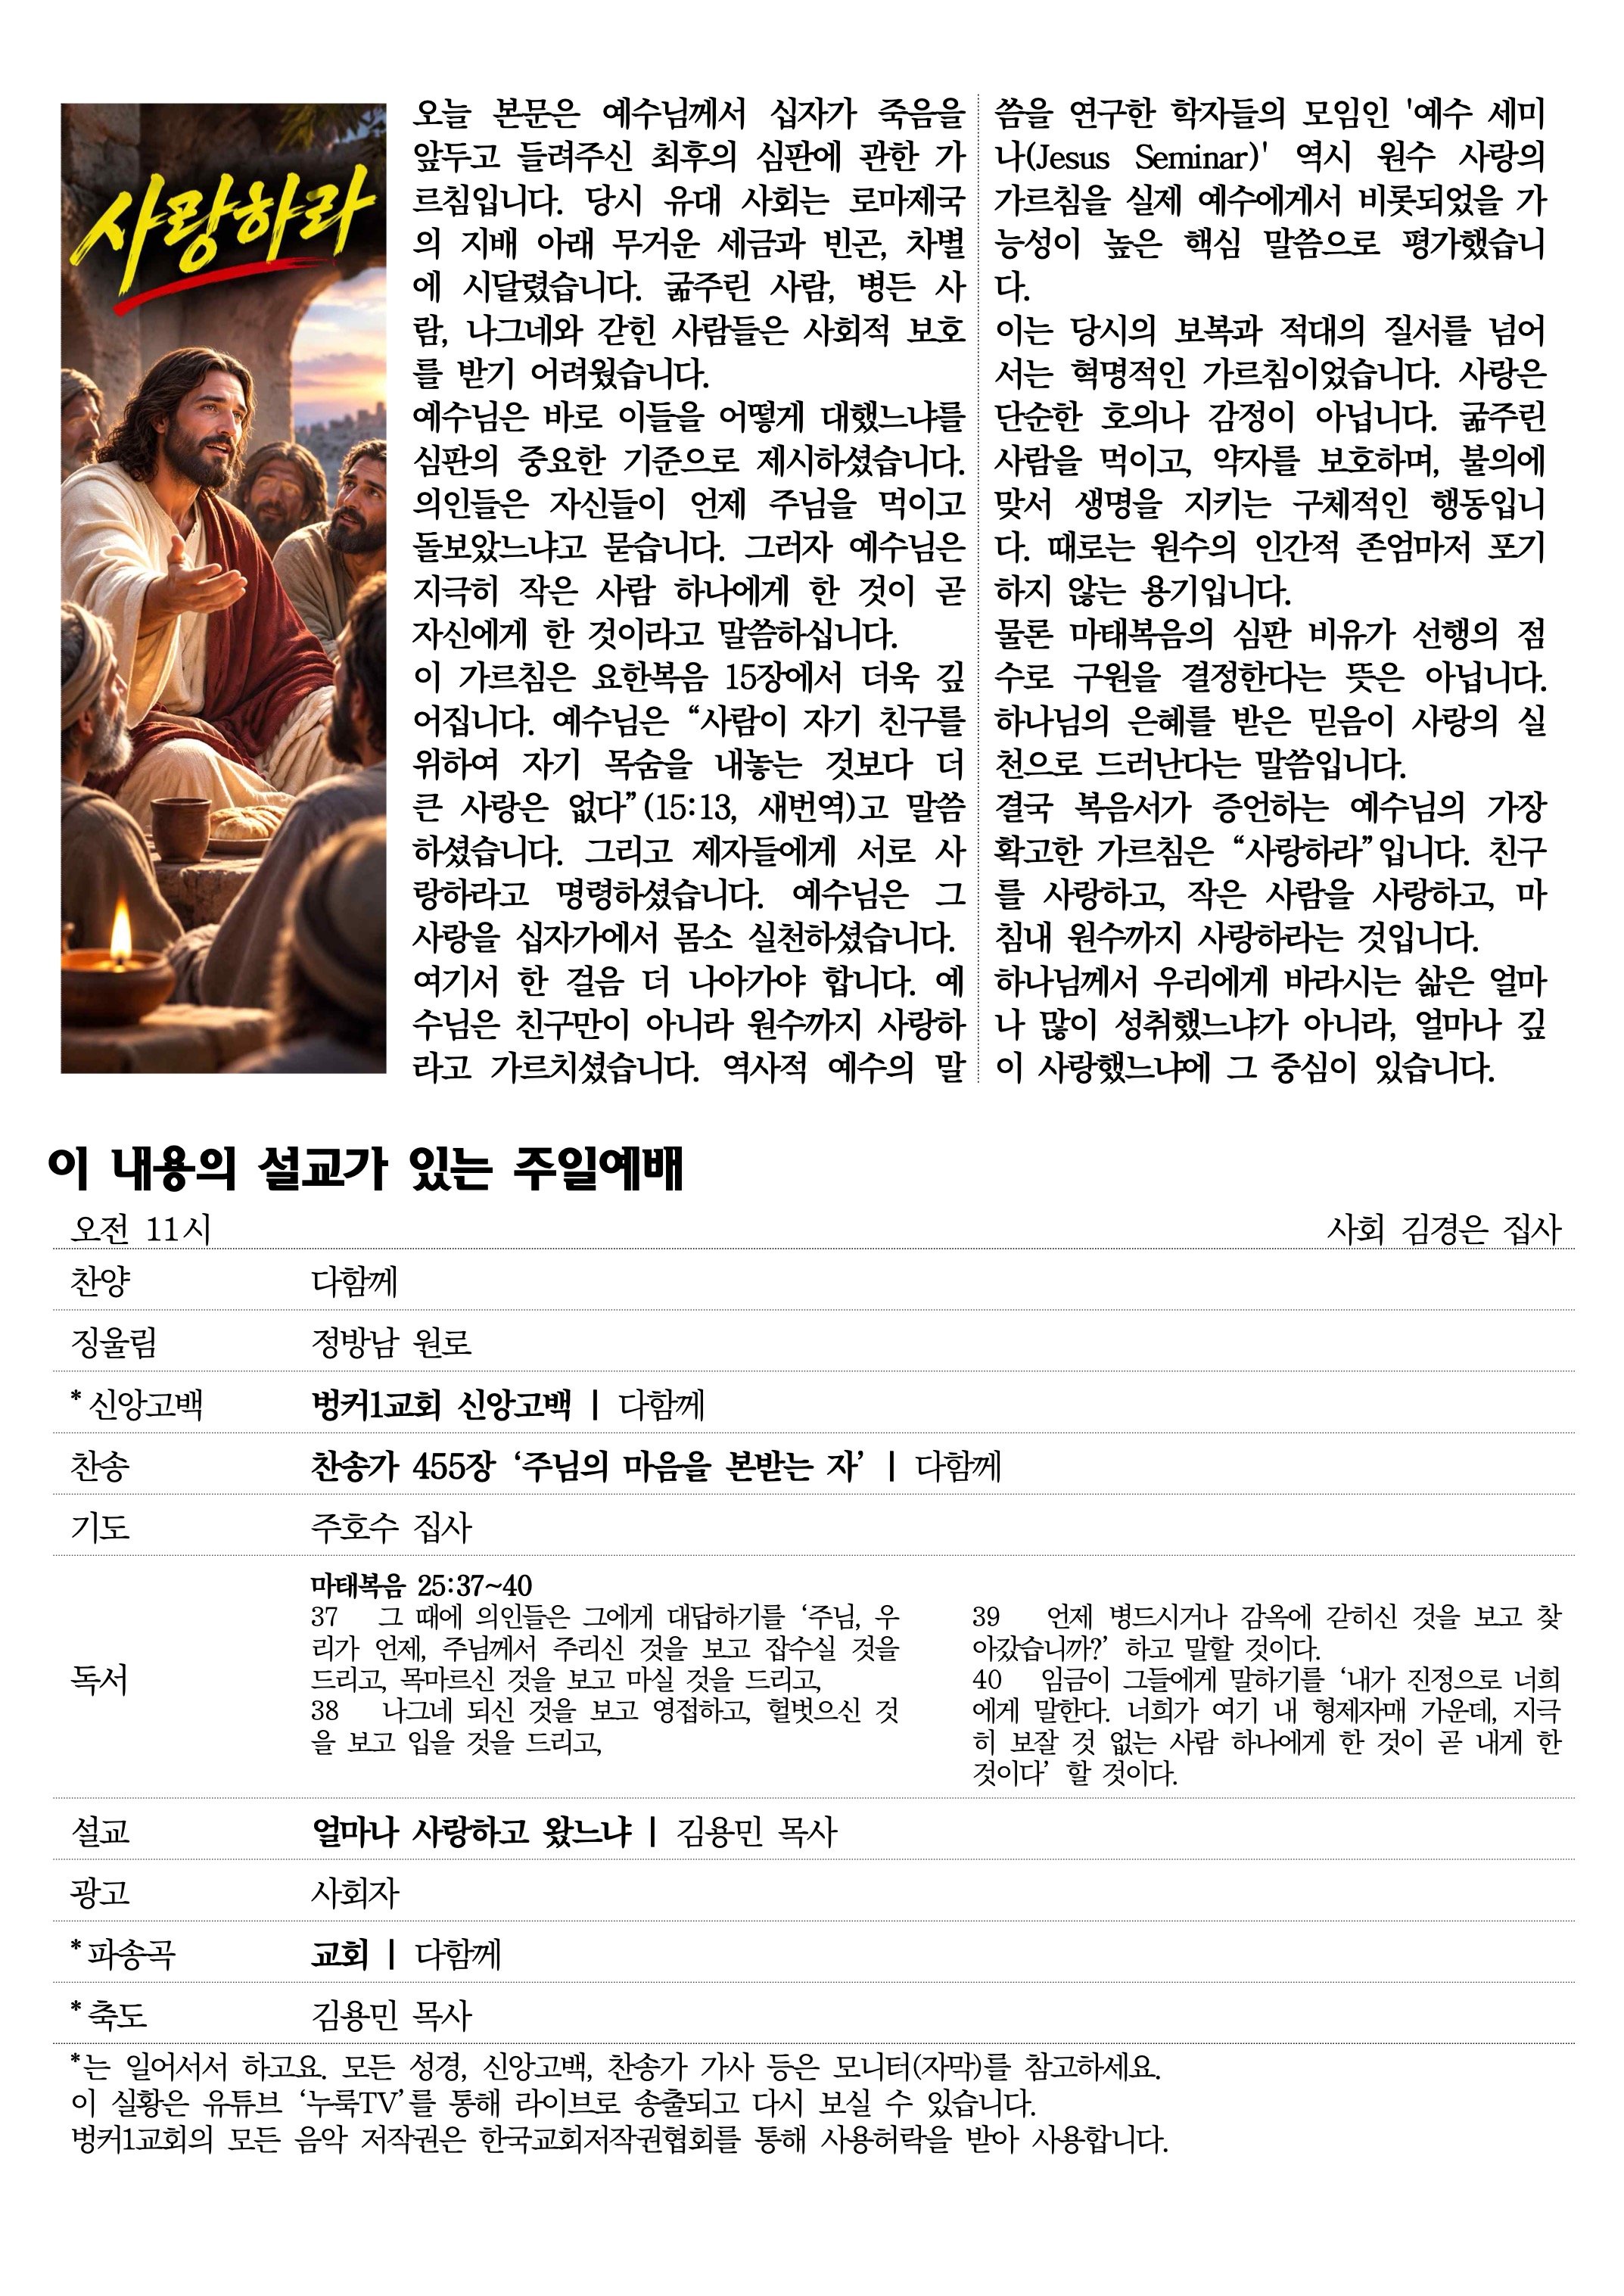 사랑하라
오늘 본문은 예수님께서 십자가 죽음을
앞두고 들려주신 최후의 심판에 관한 가
르침입니다. 당시 유대 사회는 로마제국
의 지배 아래 무거운 세금과 빈곤, 차별
에 시달렸습니다. 굶주린 사람, 병든 사
람, 나그네와 갇힌 사람들은 사회적 보호
를 받기 어려웠습니다.
예수님은 바로 이들을 어떻게 대했느냐를
심판의 중요한 기준으로 제시하셨습니다.
의인들은 자신들이 언제 주님을 먹이고
돌보았느냐고 묻습니다. 그러자 예수님은
지극히 작은 사람 하나에게 한 것이 곧
자신에게 한 것이라고 말씀하십니다.
이 가르침은 요한복음 15장에서 더욱 깊
어집니다. 예수님은 “사람이 자기 친구를
위하여 자기 목숨을 내놓는 것보다 더
큰 사랑은 없다”(15:13, 새번역)고 말씀
하셨습니다. 그리고 제자들에게 서로 사
랑하라고 명령하셨습니다. 예수님은 그
사랑을 십자가에서 몸소 실천하셨습니다.
여기서 한 걸음 더 나아가야 합니다. 예
수님은 친구만이 아니라 원수까지 사랑하
라고 가르치셨습니다. 역사적 예수의 말
씀을 연구한 학자들의 모임인 '예수 세미
나(Jesus Seminar)' 역시 원수 사랑의
가르침을 실제 예수에게서 비롯되었을 가
능성이 높은 핵심 말씀으로 평가했습니
다.
이는 당시의 보복과 적대의 질서를 넘어
서는 혁명적인 가르침이었습니다. 사랑은
단순한 호의나 감정이 아닙니다. 굶주린
사람을 먹이고, 약자를 보호하며, 불의에
맞서 생명을 지키는 구체적인 행동입니
다. 때로는 원수의 인간적 존엄마저 포기
하지 않는 용기입니다.
물론 마태복음의 심판 비유가 선행의 점
수로 구원을 결정한다는 뜻은 아닙니다.
하나님의 은혜를 받은 믿음이 사랑의 실
천으로 드러난다는 말씀입니다.
결국 복음서가 증언하는 예수님의 가장
확고한 가르침은 “사랑하라”입니다. 친구
를 사랑하고, 작은 사람을 사랑하고, 마
침내 원수까지 사랑하라는 것입니다.
하나님께서 우리에게 바라시는 삶은 얼마
나 많이 성취했느냐가 아니라, 얼마나 깊
이 사랑했느냐에 그 중심이 있습니다.
이 내용의 설교가 있는 주일예배
오전 11시 사회 김경은 집사
찬양 다함께
징울림 정방남 원로
* 신앙고백 벙커1교회 신앙고백 | 다함께
찬송 찬송가 455장 ‘주님의 마음을 본받는 자’ | 다함께
기도 주호수 집사
독서
마태복음 25:37~40
37 그 때에 의인들은 그에게 대답하기를 ‘주님, 우
리가 언제, 주님께서 주리신 것을 보고 잡수실 것을
드리고, 목마르신 것을 보고 마실 것을 드리고,
38 나그네 되신 것을 보고 영접하고, 헐벗으신 것
을 보고 입을 것을 드리고,
39 언제 병드시거나 감옥에 갇히신 것을 보고 찾
아갔습니까?’ 하고 말할 것이다.
40 임금이 그들에게 말하기를 ‘내가 진정으로 너희
에게 말한다. 너희가 여기 내 형제자매 가운데, 지극
히 보잘 것 없는 사람 하나에게 한 것이 곧 내게 한
것이다’ 할 것이다.
설교 얼마나 사랑하고 왔느냐 | 김용민 목사
광고 사회자
* 파송곡 교회 | 다함께
* 축도 김용민 목사
*는 일어서서 하고요. 모든 성경, 신앙고백, 찬송가 가사 등은 모니터(자막)를 참고하세요.
이 실황은 유튜브 ‘누룩TV’를 통해 라이브로 송출되고 다시 보실 수 있습니다.
벙커1교회의 모든 음악 저작권은 한국교회저작권협회를 통해 사용허락을 받아 사용합니다.